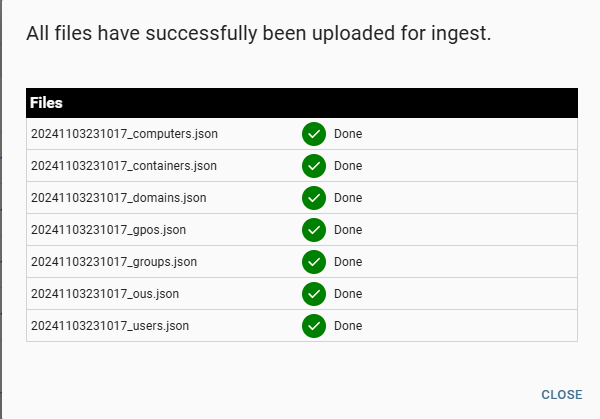 All files have successfully been uploaded for ingest.
Files
20241103231017_computers.json Done
20241103231017_containers.json Done
20241103231017_domains.json Done
20241103231017_gpos.json Done
20241103231017_groups.json Done
20241103231017_ous.json Done
20241103231017_users.json Done
CLOSE